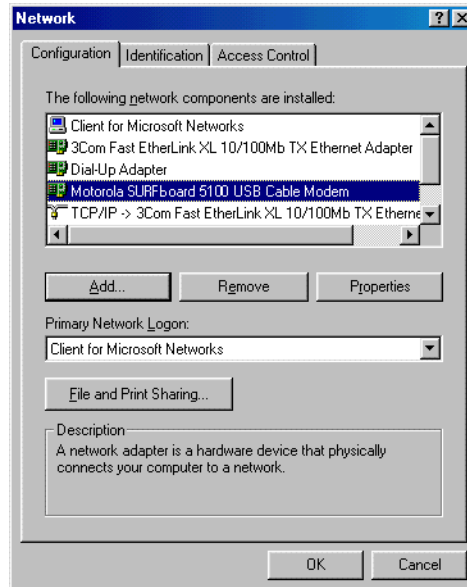 Network
Configuration Identification Access Control
The following network components are installed:
Client for Microsoft Networks
3Com Fast EtherLink XL 10/100Mb TX Ethernet Adapter
Dial-Up Adapter
Motorola SURFboard 5100 USB Cable Modem
TCP/IP -> 3Com Fast EtherLink XL 10/100Mb TX Etherne
Add... Remove Properties
Primary Network Logon:
Client for Microsoft Networks
File and Print Sharing...
Description
A network adapter is a hardware device that physically
connects your computer to a network.
OK Cancel